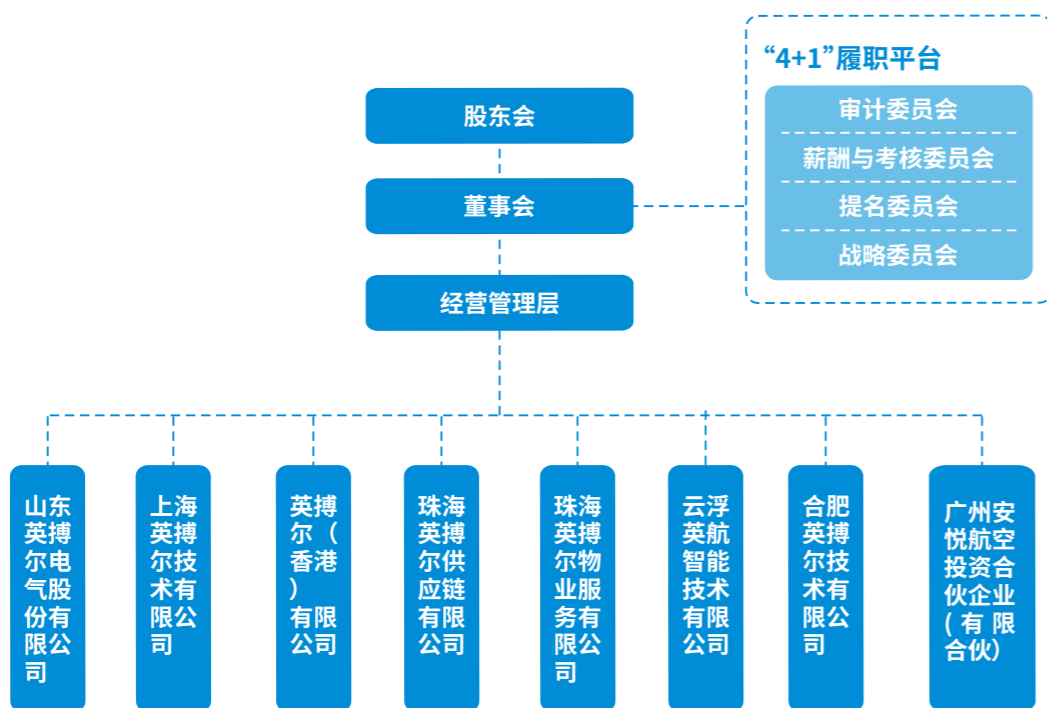 “4+1”履职平台
审计委员会
薪酬与考核委员会
提名委员会
战略委员会
股东会
董事会
经营管理层
山东
英搏
尔电
气股
份有
限公
司
上海
英搏
尔技
术有
限公
司
英搏
尔（
香港
）
有限
公司
珠海
英搏
尔供
应链
有限
公司
珠海
英搏
尔物
业服
务有
限公
司
云浮
英航
智能
技术
有限
公司
合肥
英搏
尔技
术有
限公
司
广州安
悦航空
投资合
伙企业
(有限
合伙）